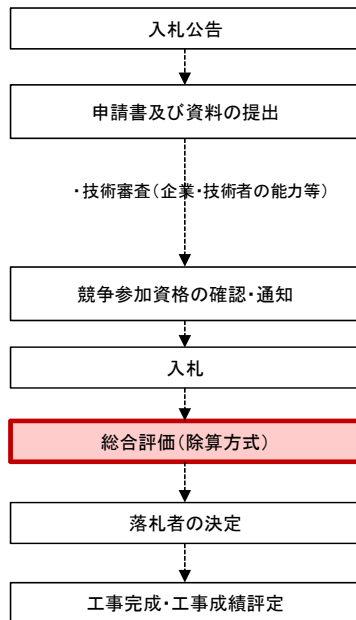 入札公告
申請書及び資料の提出
・技術審査（企業・技術者の能力等）
競争参加資格の確認・通知
入札
総合評価（除算方式）
落札者の決定
工事完成・工事成績評定